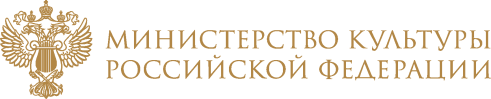 МИНИСТЕРСТВО КУЛЬТУРЫ
РОССИЙСКОЙ ФЕДЕРАЦИИ